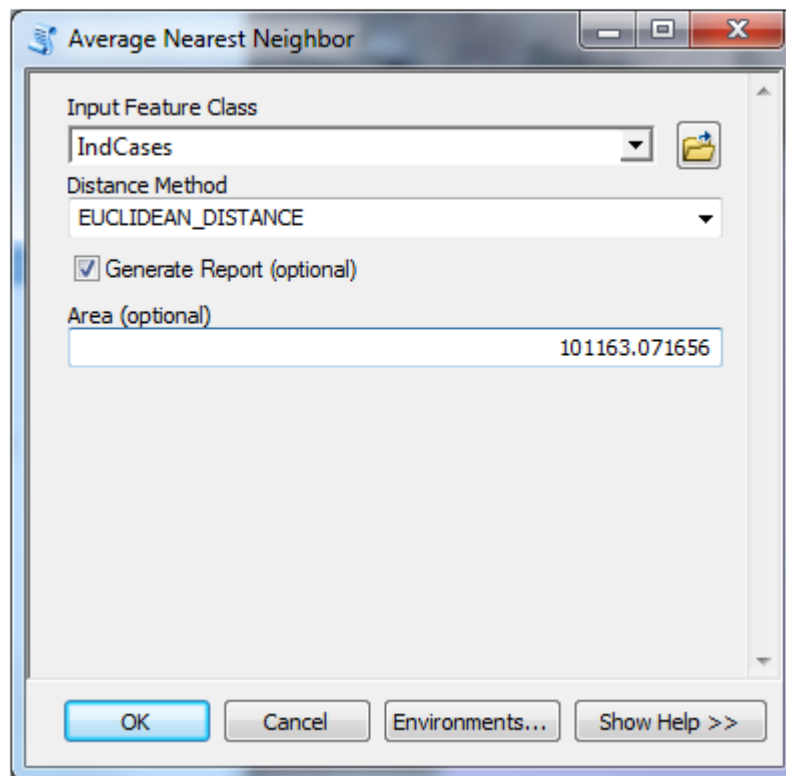 Average Nearest Neighbor
Input Feature Class
IndCases
Distance Method
EUCLIDEAN_DISTANCE
Generate Report (optional)
Area (optional)
101163.071656
OK Cancel Environments... Show Help >>